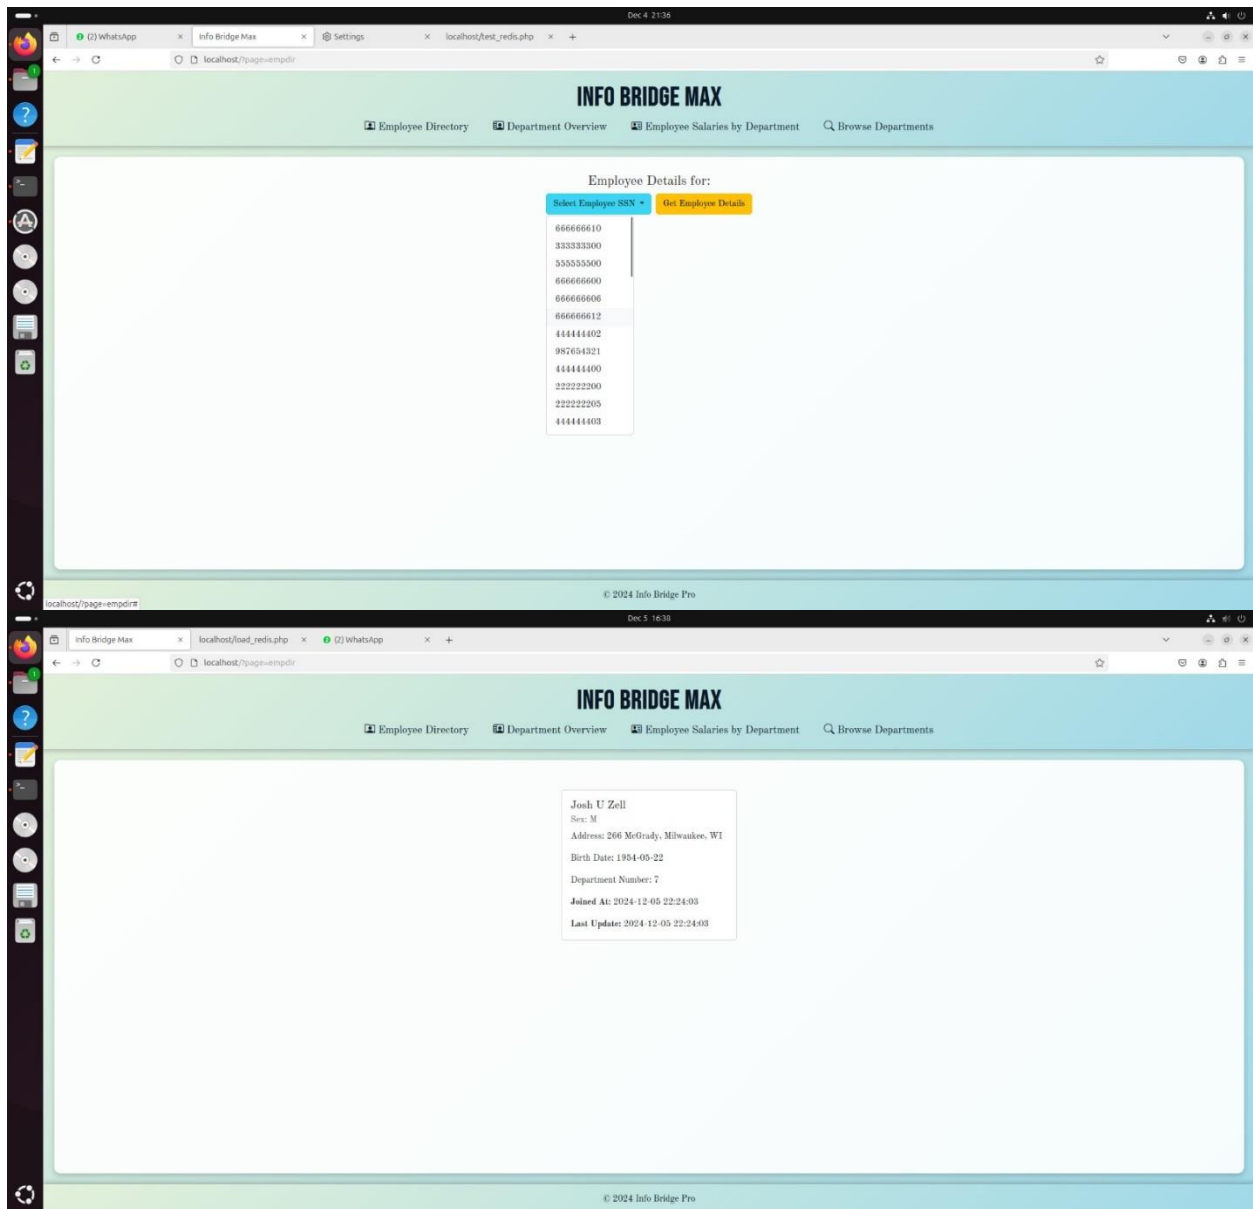 Dec 4 21:36
(2) WhatsApp
Info Bridge Max
Settings
localhost/test_redis.php
localhost/?page=empdir
INFO BRIDGE MAX
Employee Directory
Department Overview
Employee Salaries by Department
Browse Departments
Employee Details for:
Select Employee SSN
Get Employee Details
666666610
333333300
555555500
666666600
666666606
666666612
444444402
987654321
444444400
222222200
222222205
444444403
© 2024 Info Bridge Pro
localhost/?page=empdir#
Dec 5 16:38
Info Bridge Max
localhost/load_redis.php
(2) WhatsApp
localhost/?page=empdir
INFO BRIDGE MAX
Employee Directory
Department Overview
Employee Salaries by Department
Browse Departments
Josh U Zell
Sex: M
Address: 266 McGrady, Milwaukee, WI
Birth Date: 1954-05-22
Department Number: 7
Joined At: 2024-12-05 22:24:03
Last Update: 2024-12-05 22:24:03
© 2024 Info Bridge Pro